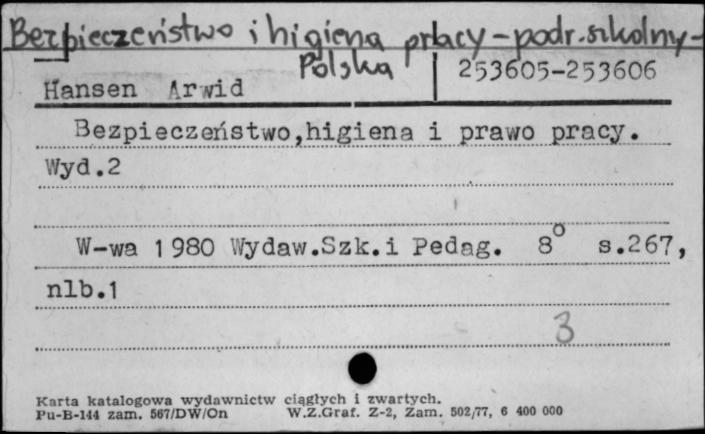 Bezpieczeństwo i higiena pracy - podr. szkolny -
Polska
253605-253606
Hansen Arwid
Bezpieczeństwo,higiena i prawo pracy.
Wyd.2
W-wa 1980 Wydaw.Szk.i Pedag. 8⁰ s.267,
nlb.1
3
Karta katalogowa wydawnictw ciągłych i zwartych.
Pu-B-144 zam. 567/DW/On W.Z.Graf. Z-2, Zam. 502/77, 6 400 000